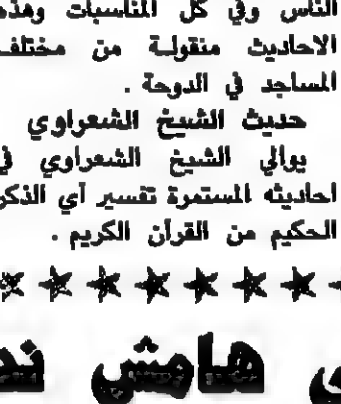 الناس وفي كل المناسبات وهذه
الاحاديث منقولة من مختلف
المساجد في الدوحة .
حديث الشيخ الشعراوي
يوالي الشيخ الشعراوي في
احاديثه المستمرة تفسير آي الذكر
الحكيم من القرآن الكريم .
هامش